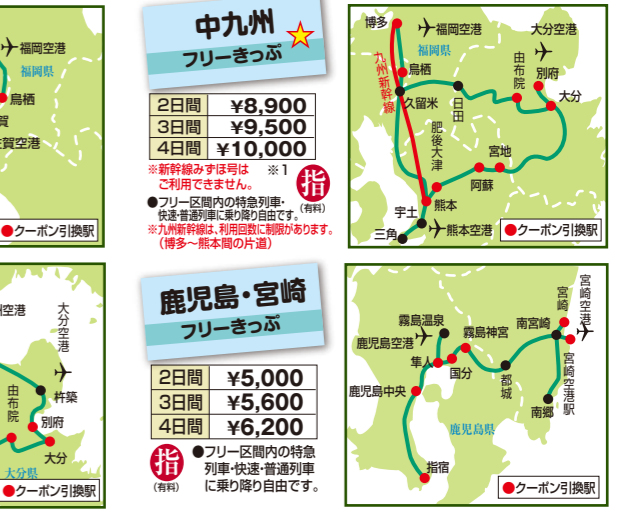 福岡空港
福岡県
鳥栖
賀
賀空港
●クーポン引換駅
中九州
フリーきっぷ
2日間 ¥8,900
3日間 ¥9,500
4日間 ¥10,000
※新幹線みずほ号は
ご利用できません。
※1
指
(有料)
●フリー区間内の特急列車・
快速・普通列車に乗り降り自由です。
※九州新幹線は、利用回数に制限があります。
(博多〜熊本間の片道)
博多
福岡空港
大分空港
福岡県
九州新幹線
鳥栖
由布院
別府
久留米
日田
大分
肥後大津
宮地
阿蘇
熊本
宇土
三角
熊本空港
●クーポン引換駅
空港
大分空港
杵築
由布院
別府
大分
大分県
●クーポン引換駅
鹿児島・宮崎
フリーきっぷ
2日間 ¥5,000
3日間 ¥5,600
4日間 ¥6,200
指
(有料)
●フリー区間内の特急
列車・快速・普通列車
に乗り降り自由です。
宮崎
宮崎空港
霧島温泉
霧島神宮
南宮崎
鹿児島空港
隼人
国分
都城
宮崎空港駅
鹿児島中央
南郷
鹿児島県
指宿
●クーポン引換駅